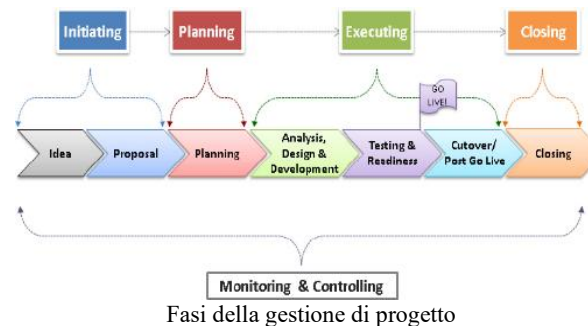 Initiating
Planning
Executing
Closing
GO
LIVE!
Idea
Proposal
Planning
Analysis,
Design &
Development
Testing &
Readiness
Cutover/
Post Go Live
Closing
Monitoring & Controlling
Fasi della gestione di progetto